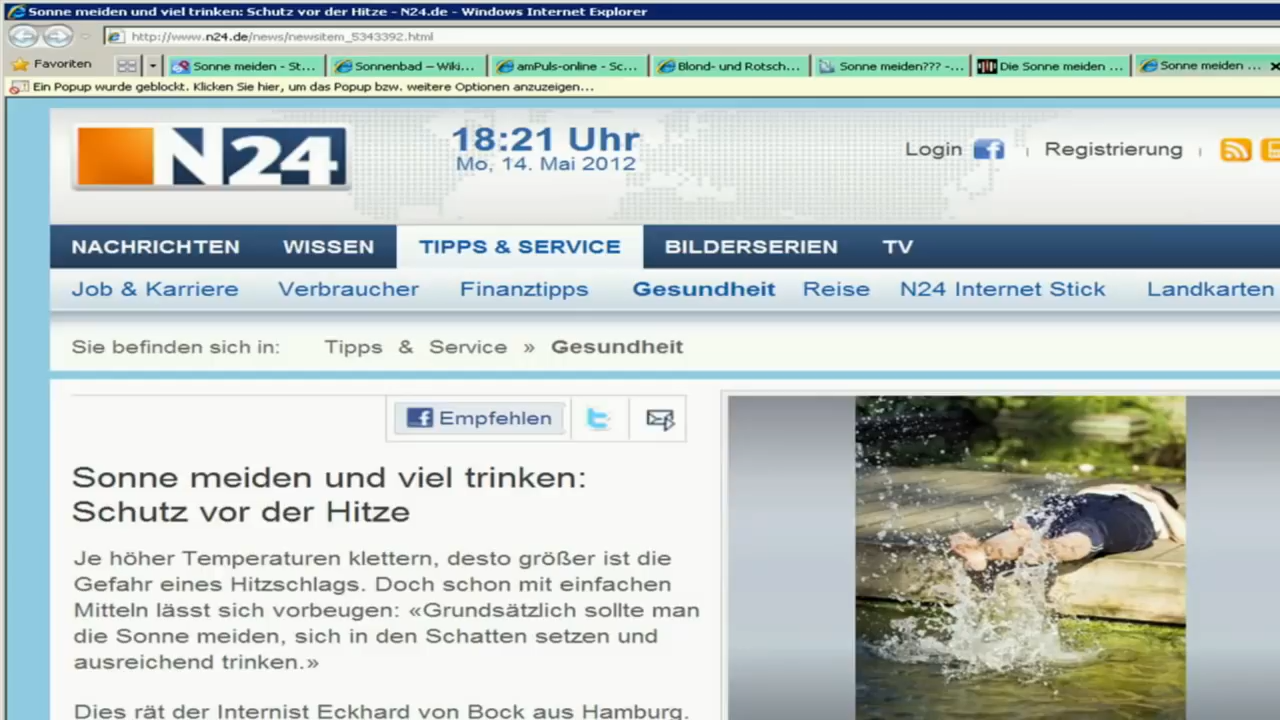 Sonne meiden und viel trinken: Schutz vor der Hitze - N24.de - Windows Internet Explorer
http://www.n24.de/news/newsitem_5343392.html
Favoriten
Sonne meiden - St...
Sonnenbad – Wiki...
amPuls-online - Sc...
Blond- und Rotsch...
Sonne meiden??? -...
Die Sonne meiden ...
Sonne meiden ...
Ein Popup wurde geblockt. Klicken Sie hier, um das Popup bzw. weitere Optionen anzuzeigen...
N24
18:21 Uhr
Mo, 14. Mai 2012
Login
Registrierung
NACHRICHTEN WISSEN TIPPS & SERVICE BILDERSERIEN TV
Job & Karriere Verbraucher Finanztipps Gesundheit Reise N24 Internet Stick Landkarten
Sie befinden sich in: Tipps & Service » Gesundheit
Empfehlen
Sonne meiden und viel trinken:
Schutz vor der Hitze
Je höher Temperaturen klettern, desto größer ist die
Gefahr eines Hitzschlags. Doch schon mit einfachen
Mitteln lässt sich vorbeugen: «Grundsätzlich sollte man
die Sonne meiden, sich in den Schatten setzen und
ausreichend trinken.»
Dies rät der Internist Eckhard von Bock aus Hamburg.